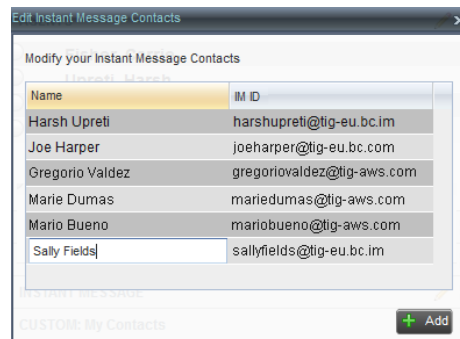 Edit Instant Message Contacts
Modify your Instant Message Contacts
Upreti, Harsh
Name IM ID
Harsh Upreti harshupreti@tig-eu.bc.im
Joe Harper joeharper@tig-eu.bc.com
Gregorio Valdez gregoriovaldez@tig-aws.com
Marie Dumas mariedumas@tig-aws.com
Mario Bueno mariobueno@tig-aws.com
Sally Fields sallyfields@tig-eu.bc.im
INSTANT MESSAGE
Add
CUSTOM: My Contacts